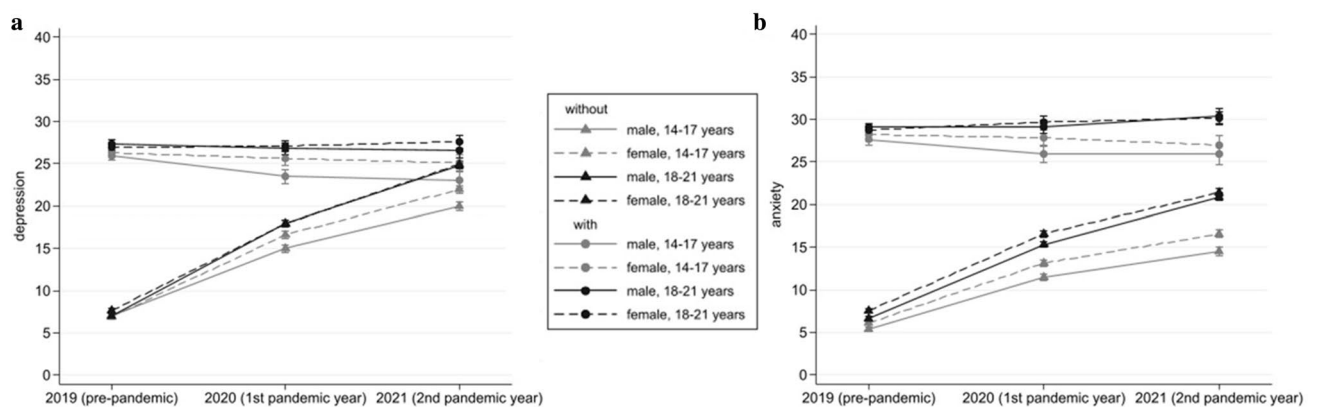 a
40
35
30
25
20
15
10
5
0
depression
2019 (pre-pandemic) 2020 (1st pandemic year) 2021 (2nd pandemic year)
without
male, 14-17 years
female, 14-17 years
male, 18-21 years
female, 18-21 years
with
male, 14-17 years
female, 14-17 years
male, 18-21 years
female, 18-21 years
b
40
35
30
25
20
15
10
5
0
anxiety
2019 (pre-pandemic) 2020 (1st pandemic year) 2021 (2nd pandemic year)